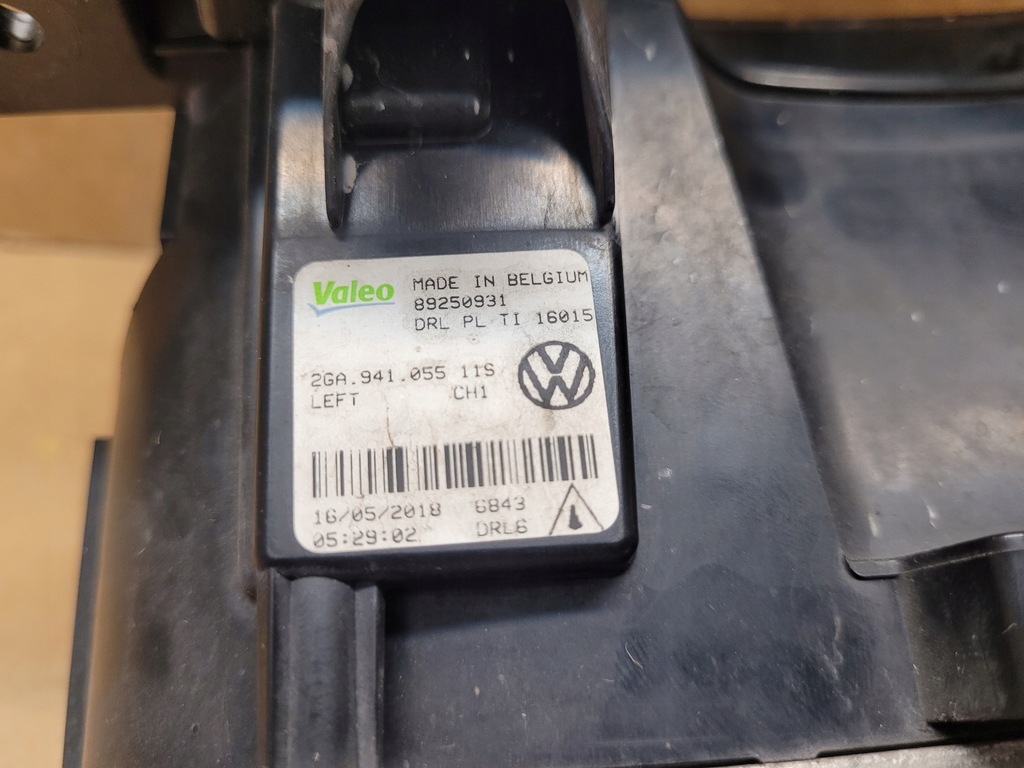 Valeo MADE IN BELGIUM
89250931
DRL PL TI 16015
2GA.941.055 11S
LEFT CH1
16/05/2018 6843
05:29:02 DRL6